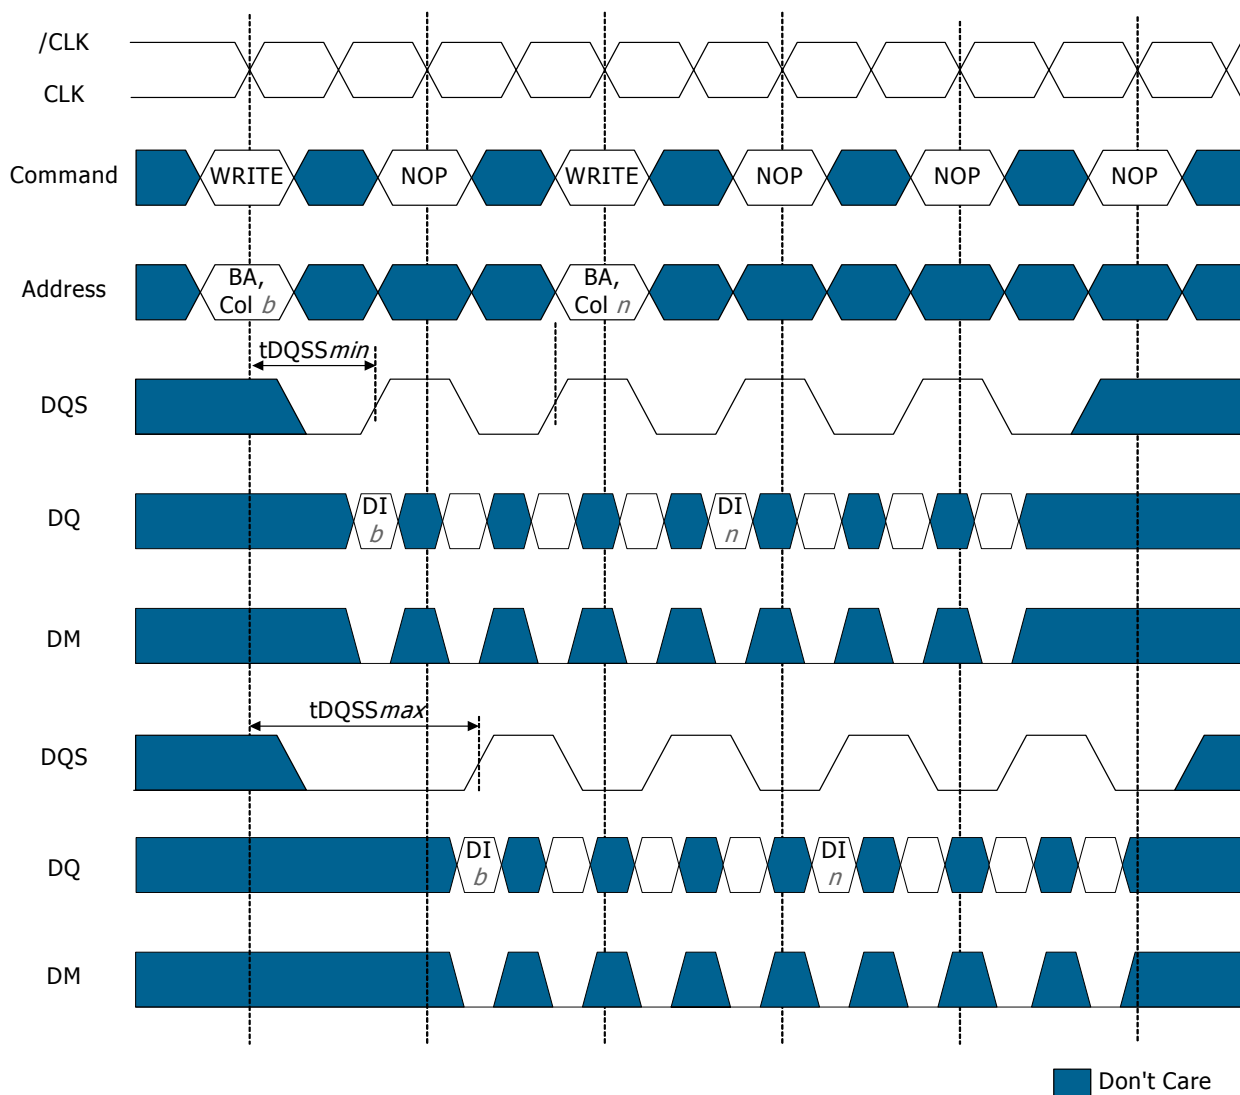 /CLK
CLK
Command
WRITE
NOP
WRITE
NOP
NOP
NOP
Address
BA,
Col b
BA,
Col n
tDQSSmin
DQS
DQ
DI
b
DI
n
DM
tDQSSmax
DQS
DQ
DI
b
DI
n
DM
Don't Care